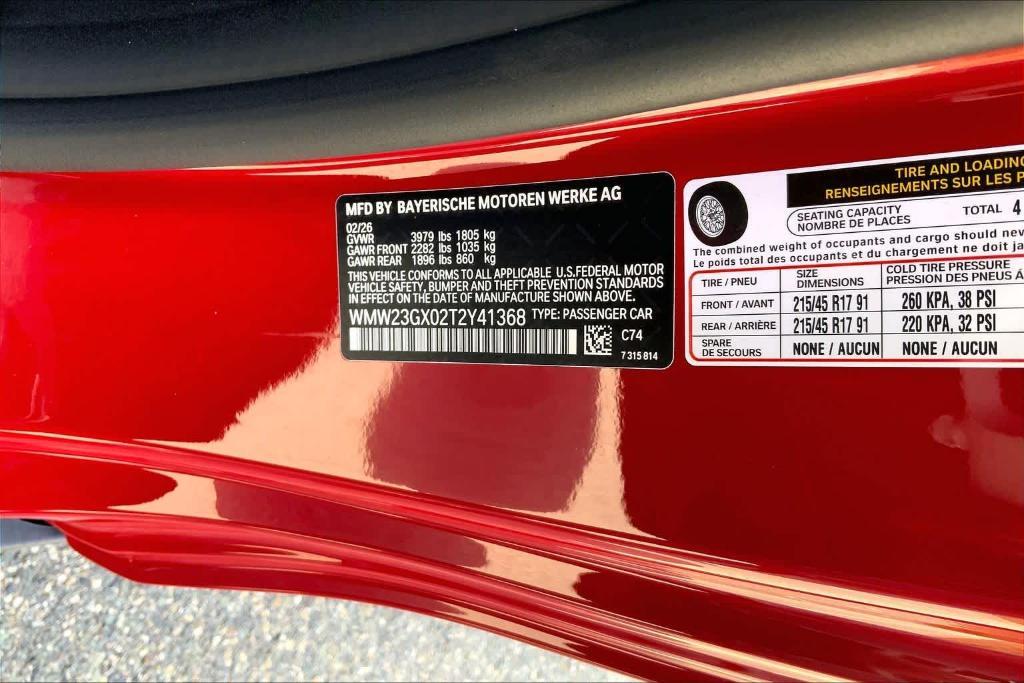 MFD BY BAYERISCHE MOTOREN WERKE AG
02/26
GVWR 3979 lbs 1805 kg
GAWR FRONT 2282 lbs 1035 kg
GAWR REAR 1896 lbs 860 kg
THIS VEHICLE CONFORMS TO ALL APPLICABLE U.S.FEDERAL MOTOR
VEHICLE SAFETY, BUMPER AND THEFT PREVENTION STANDARDS
IN EFFECT ON THE DATE OF MANUFACTURE SHOWN ABOVE.
WMW23GX02T2Y41368 TYPE: PASSENGER CAR
C74
7 315 814
TIRE AND LOADING
RENSEIGNEMENTS SUR LES P
SEATING CAPACITY
NOMBRE DE PLACES
TOTAL 4
The combined weight of occupants and cargo should nev
Le poids total des occupants et du chargement ne doit ja
TIRE / PNEU SIZE DIMENSIONS COLD TIRE PRESSURE PRESSION DES PNEUS À
FRONT / AVANT 215/45 R17 91 260 KPA, 38 PSI
REAR / ARRIÈRE 215/45 R17 91 220 KPA, 32 PSI
SPARE DE SECOURS NONE / AUCUN NONE / AUCUN